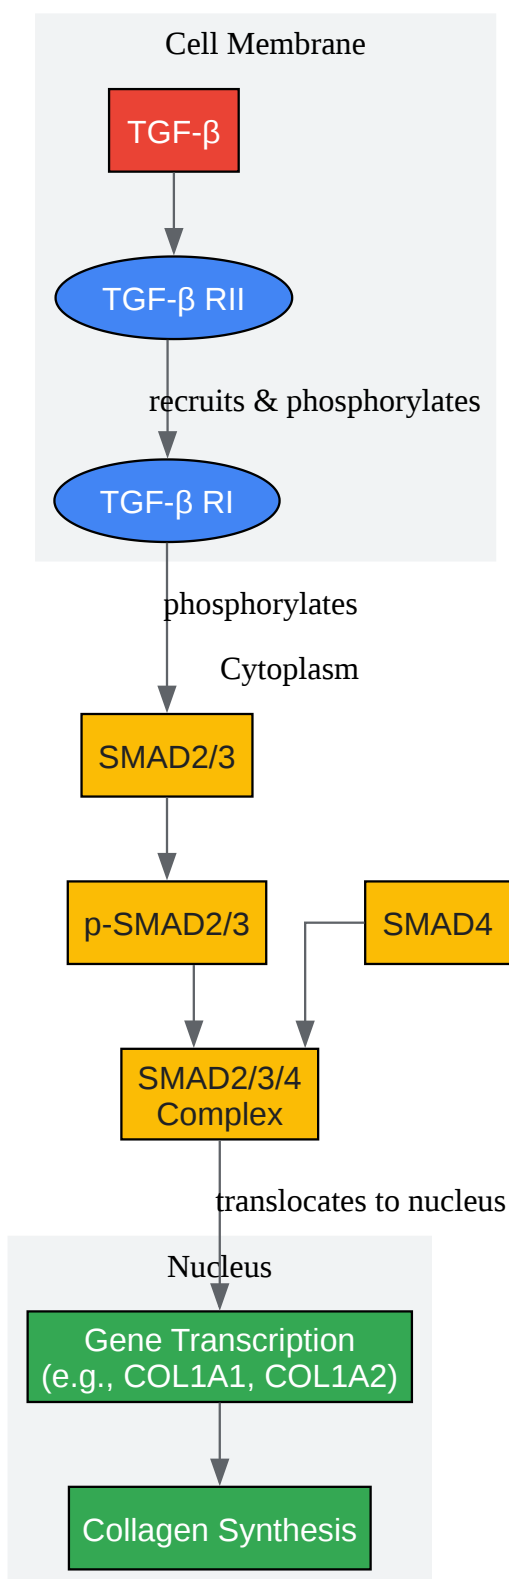 Cell Membrane
TGF-β
TGF-β RII
recruits & phosphorylates
TGF-β RI
phosphorylates
Cytoplasm
SMAD2/3
p-SMAD2/3
SMAD4
SMAD2/3/4
Complex
translocates to nucleus
Nucleus
Gene Transcription
(e.g., COL1A1, COL1A2)
Collagen Synthesis